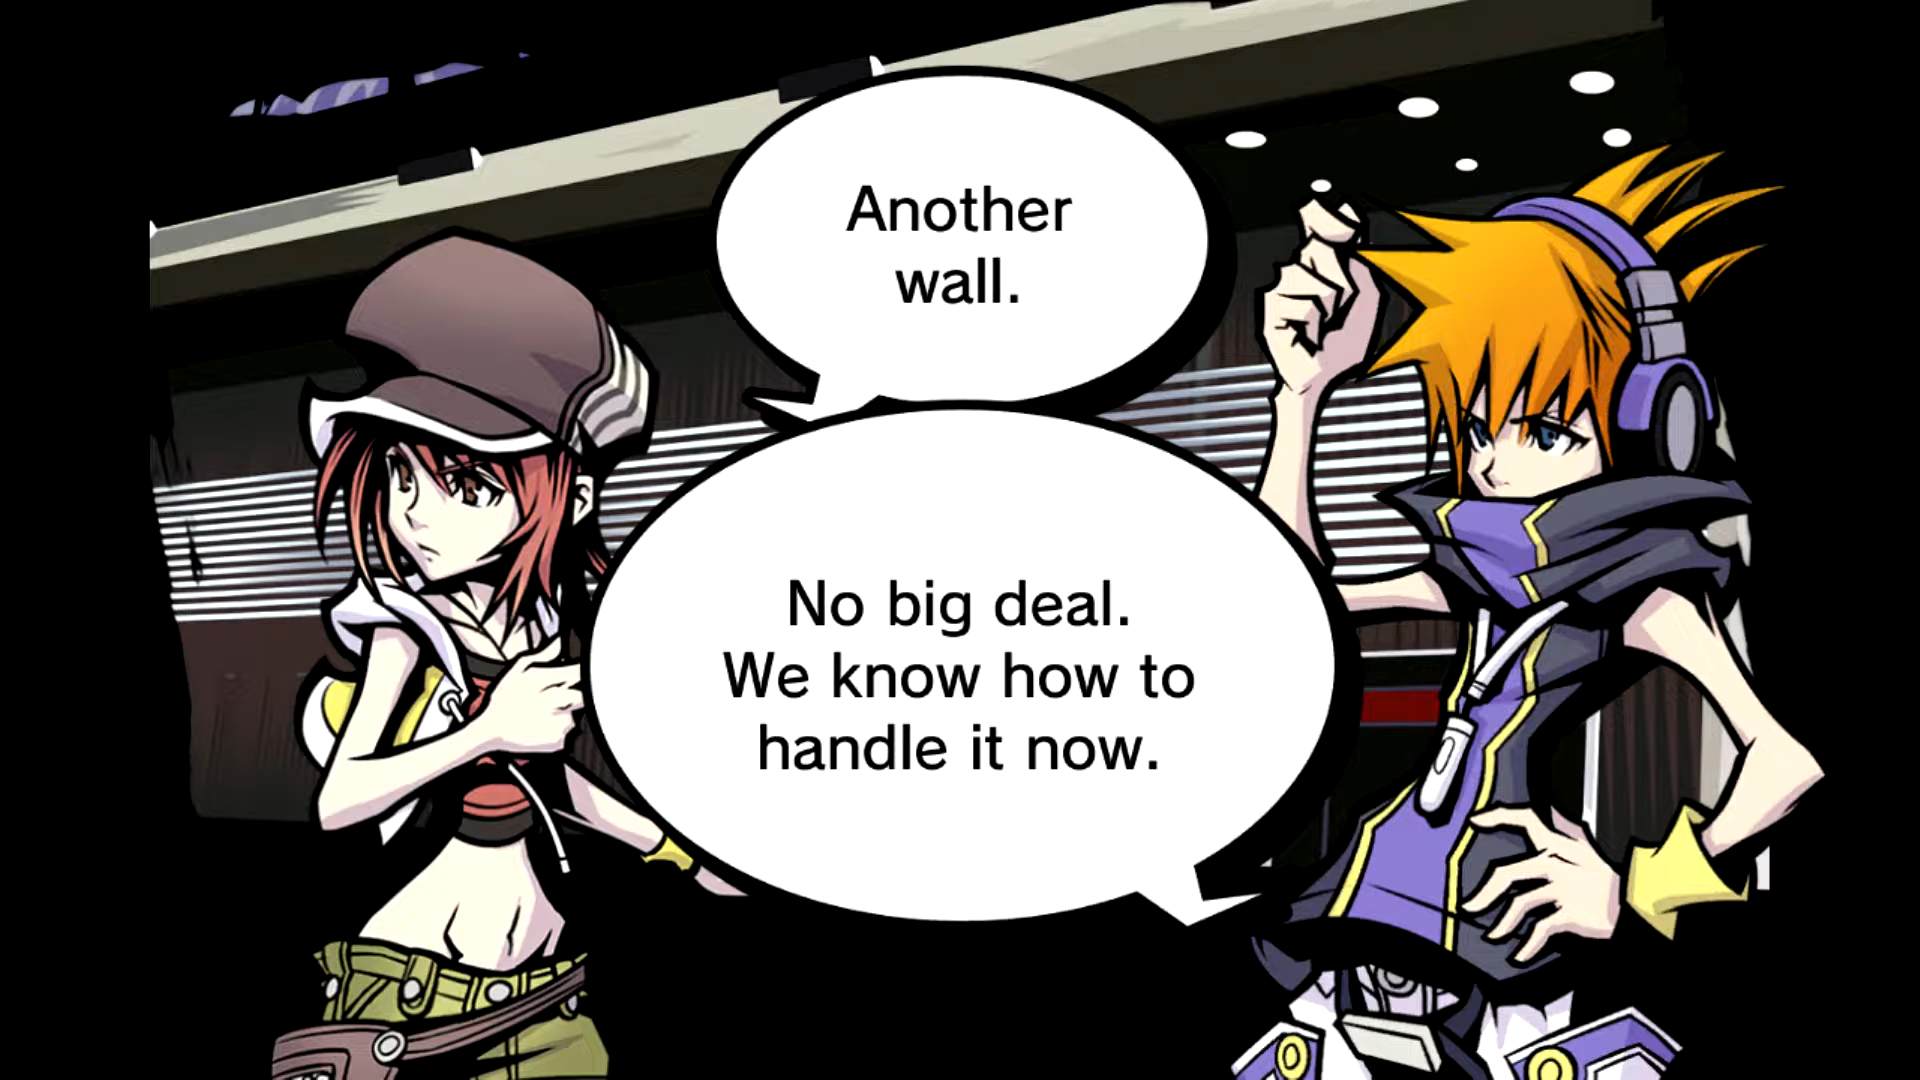 Another
wall.
No big deal.
We know how to
handle it now.